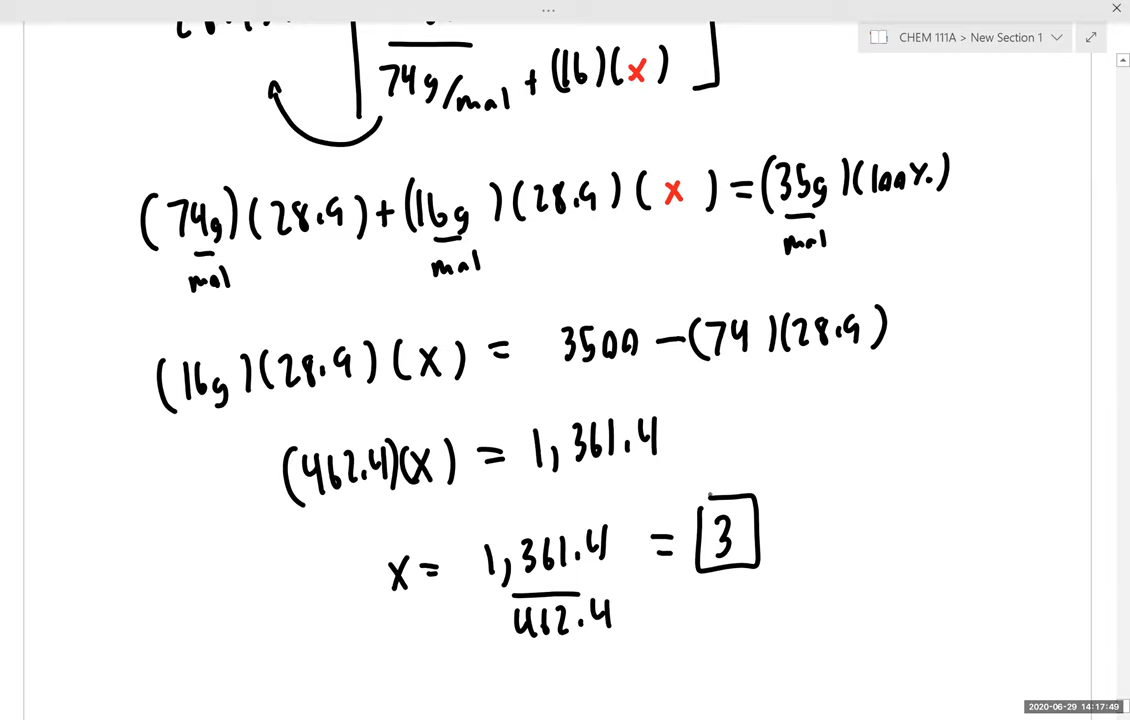 CHEM 111A > New Section 1
74g/mol + (16)(x)
(74g/mol)(28.9) + (16g/mol)(28.9)(x) = (35g/mol)(100%)
(16g)(28.9)(x) = 3500 - (74)(28.9)
(462.4)(x) = 1,361.4
x = 1,361.4/462.4 = 3
2020-06-29 14:17:49